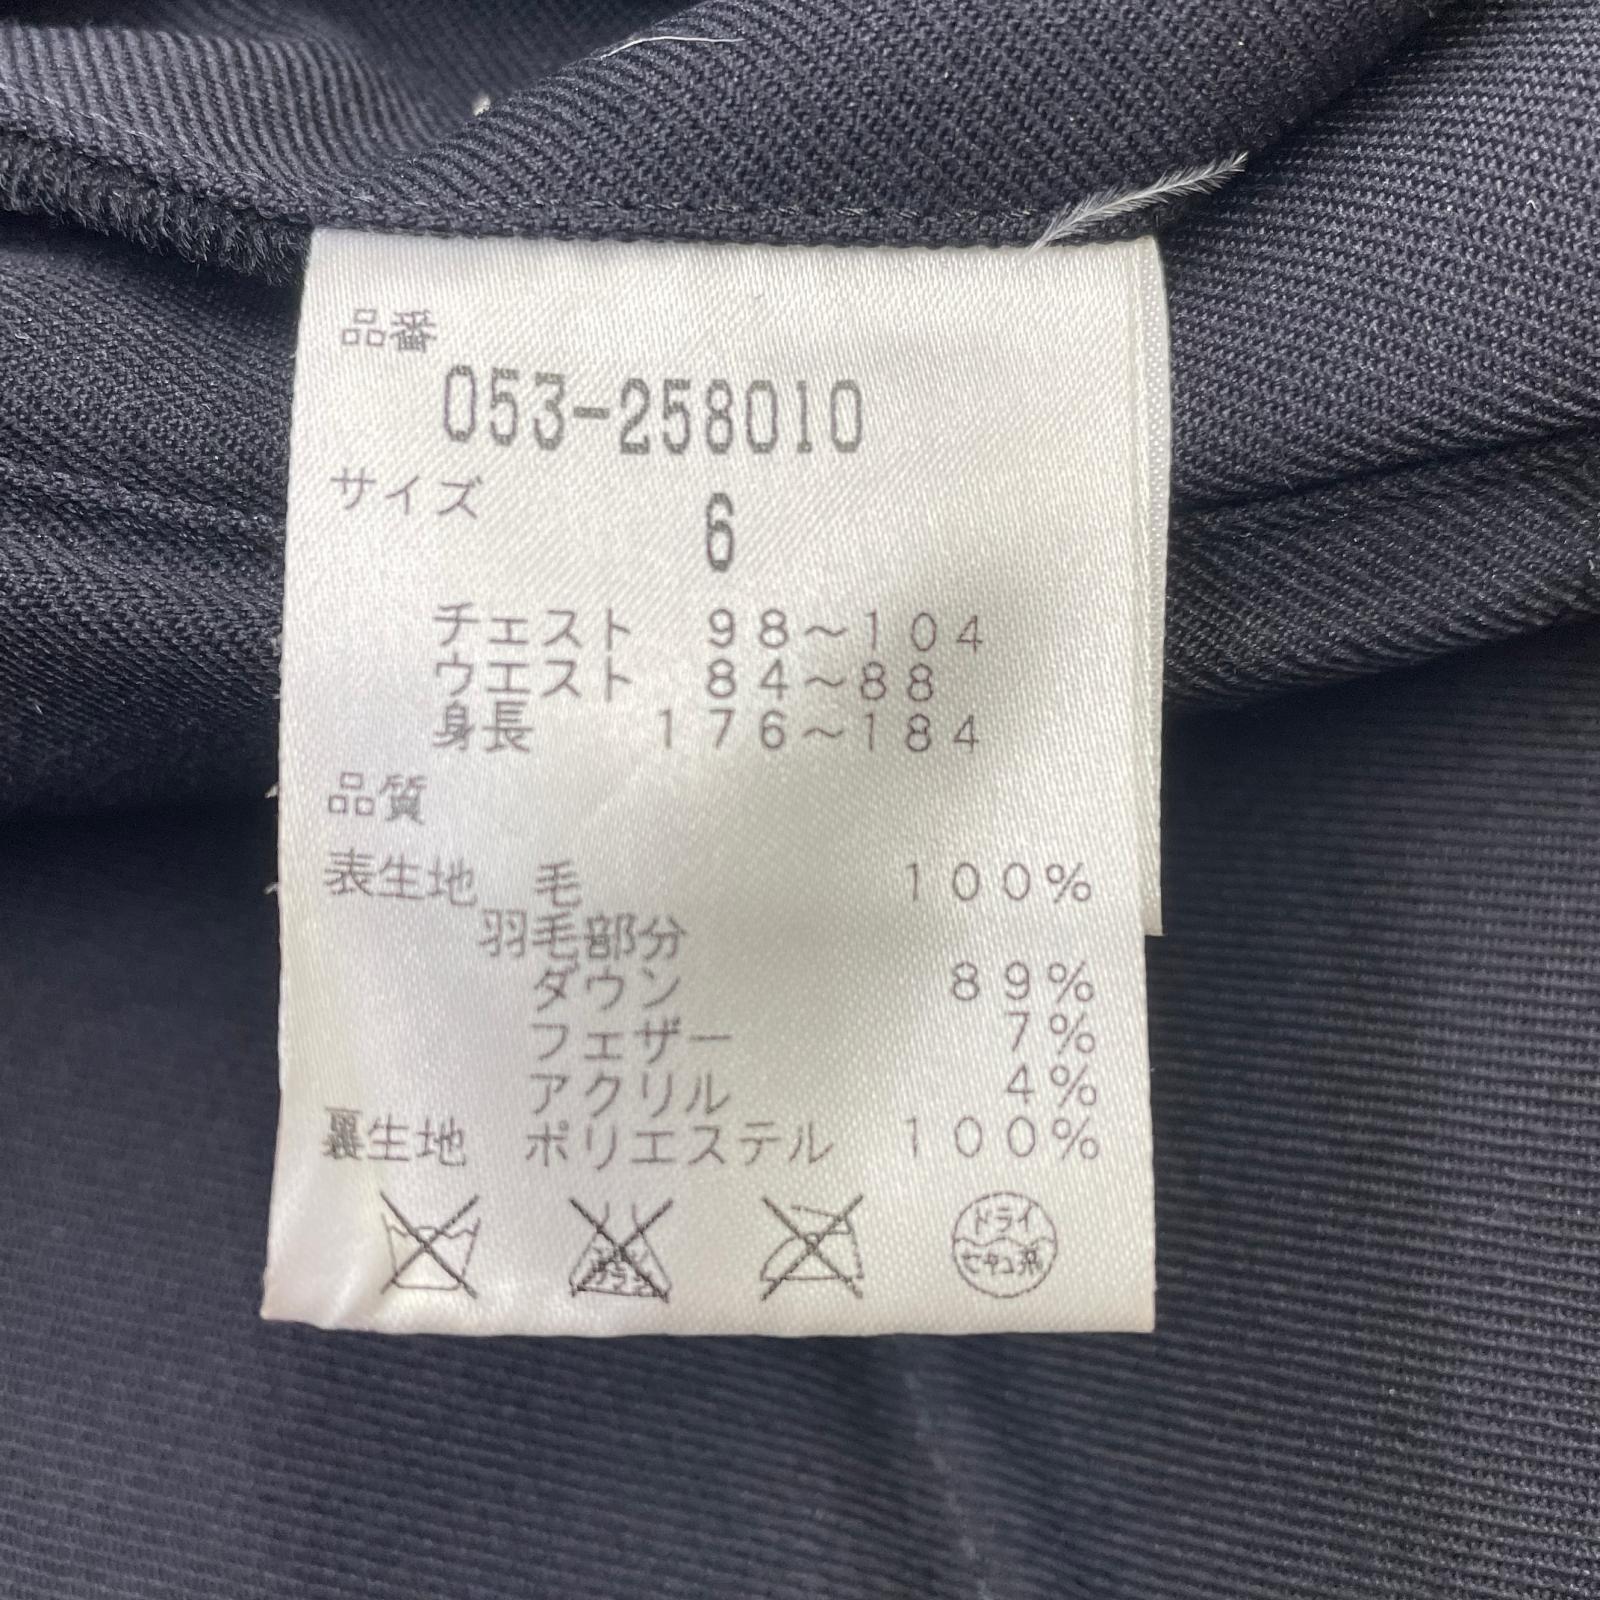 品番
053-258010
サイズ
6
チェスト 98～104
ウエスト 84～88
身長 176～184
品質
表生地 毛 100%
羽毛部分
ダウン 89%
フェザー 7%
アクリル 4%
裏生地 ポリエステル 100%
ドライ
セキユ系